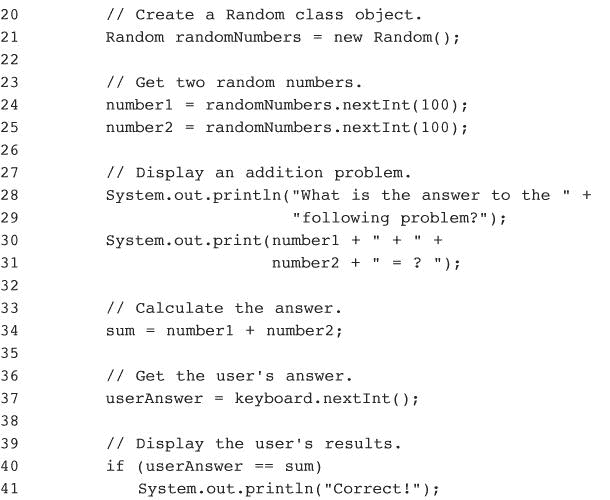 20 // Create a Random class object.
21 Random randomNumbers = new Random();
22
23 // Get two random numbers.
24 number1 = randomNumbers.nextInt(100);
25 number2 = randomNumbers.nextInt(100);
26
27 // Display an addition problem.
28 System.out.println("What is the answer to the " +
29 "following problem?");
30 System.out.print(number1 + " + " +
31 number2 + " = ? ");
32
33 // Calculate the answer.
34 sum = number1 + number2;
35
36 // Get the user's answer.
37 userAnswer = keyboard.nextInt();
38
39 // Display the user's results.
40 if (userAnswer == sum)
41 System.out.println("Correct!");